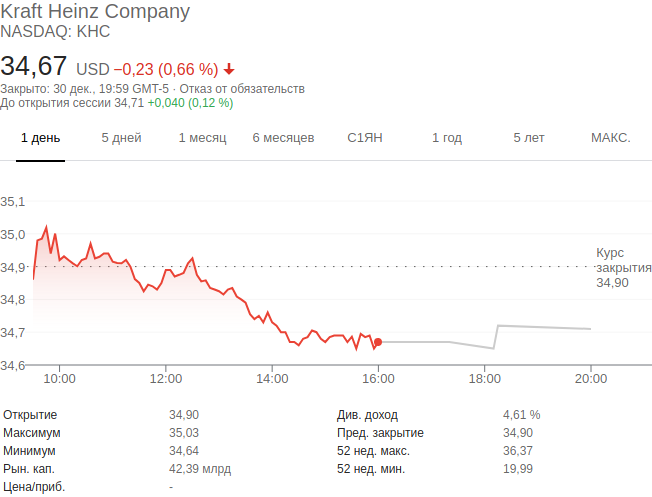 Kraft Heinz Company
NASDAQ: KHC
34,67 USD −0,23 (0,66 %)
Закрыто: 30 дек., 19:59 GMT-5 · Отказ от обязательств
До открытия сессии 34,71 +0,040 (0,12 %)
1 день 5 дней 1 месяц 6 месяцев С1ЯН 1 год 5 лет МАКС.
35,1
35,0
34,9
34,8
34,7
34,6
Курс
закрытия
34,90
10:00 12:00 14:00 16:00 18:00 20:00
Открытие 34,90 Див. доход 4,61 %
Максимум 35,03 Пред. закрытие 34,90
Минимум 34,64 52 нед. макс. 36,37
Рын. кап. 42,39 млрд 52 нед. мин. 19,99
Цена/приб. -